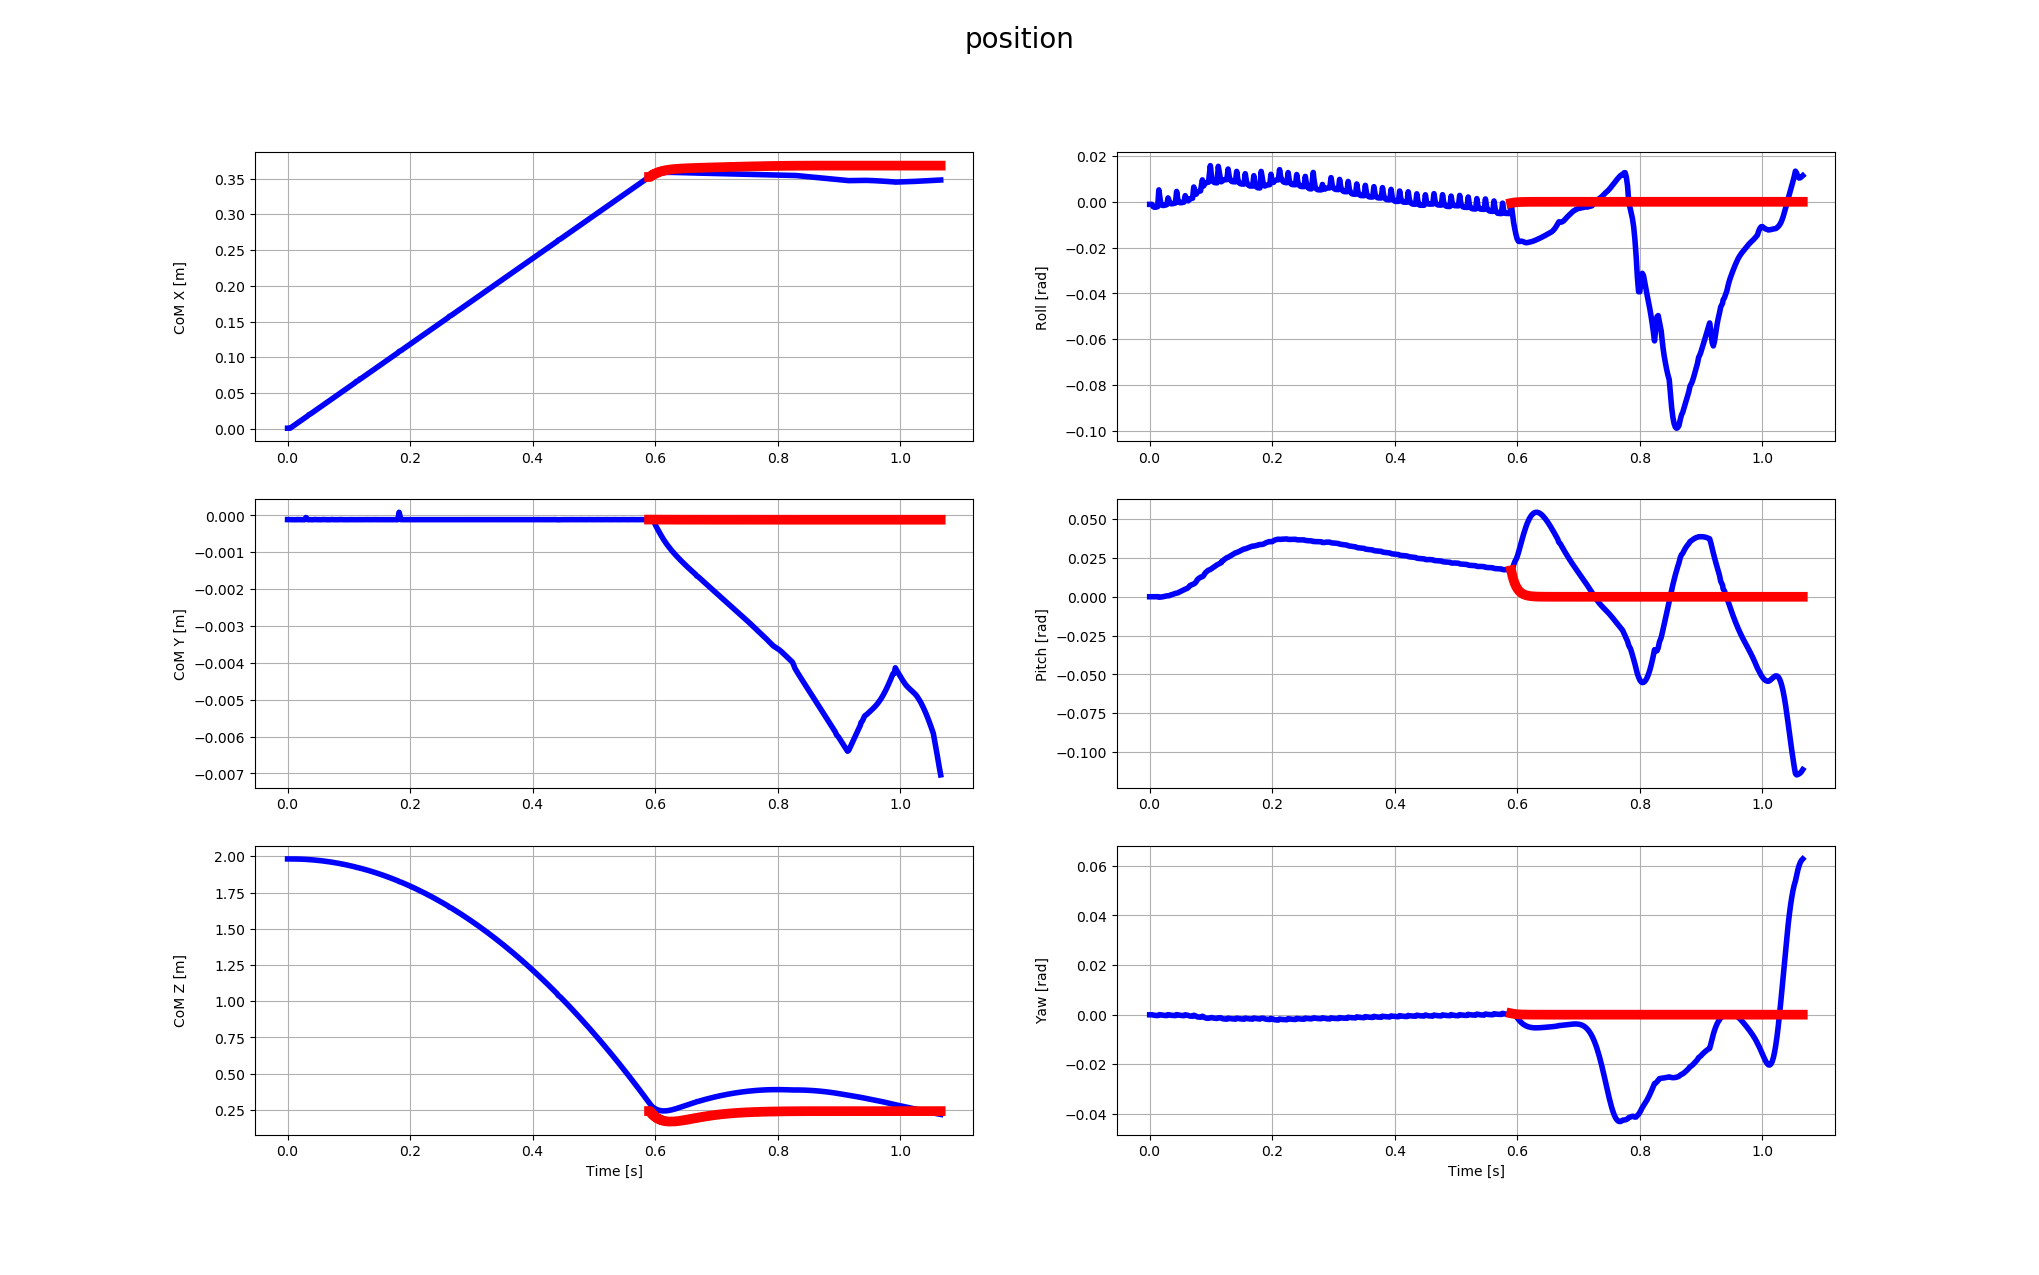 position
CoM X [m]
0.35
0.30
0.25
0.20
0.15
0.10
0.05
0.00
0.0 0.2 0.4 0.6 0.8 1.0
Roll [rad]
0.02
0.00
−0.02
−0.04
−0.06
−0.08
−0.10
0.0 0.2 0.4 0.6 0.8 1.0
CoM Y [m]
0.000
−0.001
−0.002
−0.003
−0.004
−0.005
−0.006
−0.007
0.0 0.2 0.4 0.6 0.8 1.0
Pitch [rad]
0.050
0.025
0.000
−0.025
−0.050
−0.075
−0.100
0.0 0.2 0.4 0.6 0.8 1.0
CoM Z [m]
2.00
1.75
1.50
1.25
1.00
0.75
0.50
0.25
0.0 0.2 0.4 0.6 0.8 1.0
Time [s]
Yaw [rad]
0.06
0.04
0.02
0.00
−0.02
−0.04
0.0 0.2 0.4 0.6 0.8 1.0
Time [s]